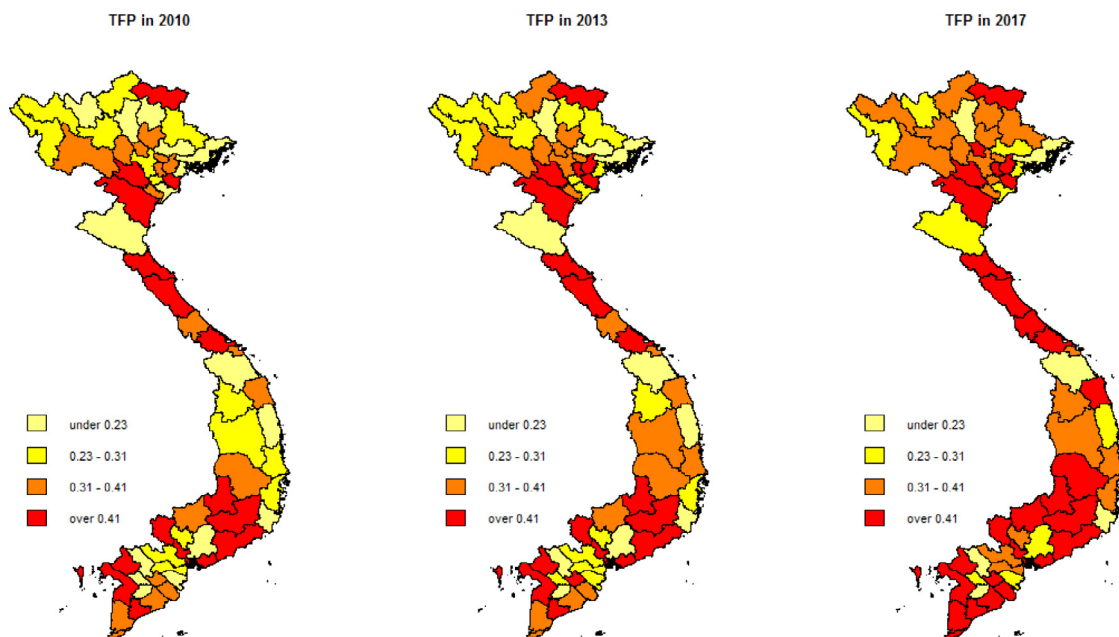 TFP in 2010
TFP in 2013
TFP in 2017
under 0.23
0.23 - 0.31
0.31 - 0.41
over 0.41
under 0.23
0.23 - 0.31
0.31 - 0.41
over 0.41
under 0.23
0.23 - 0.31
0.31 - 0.41
over 0.41